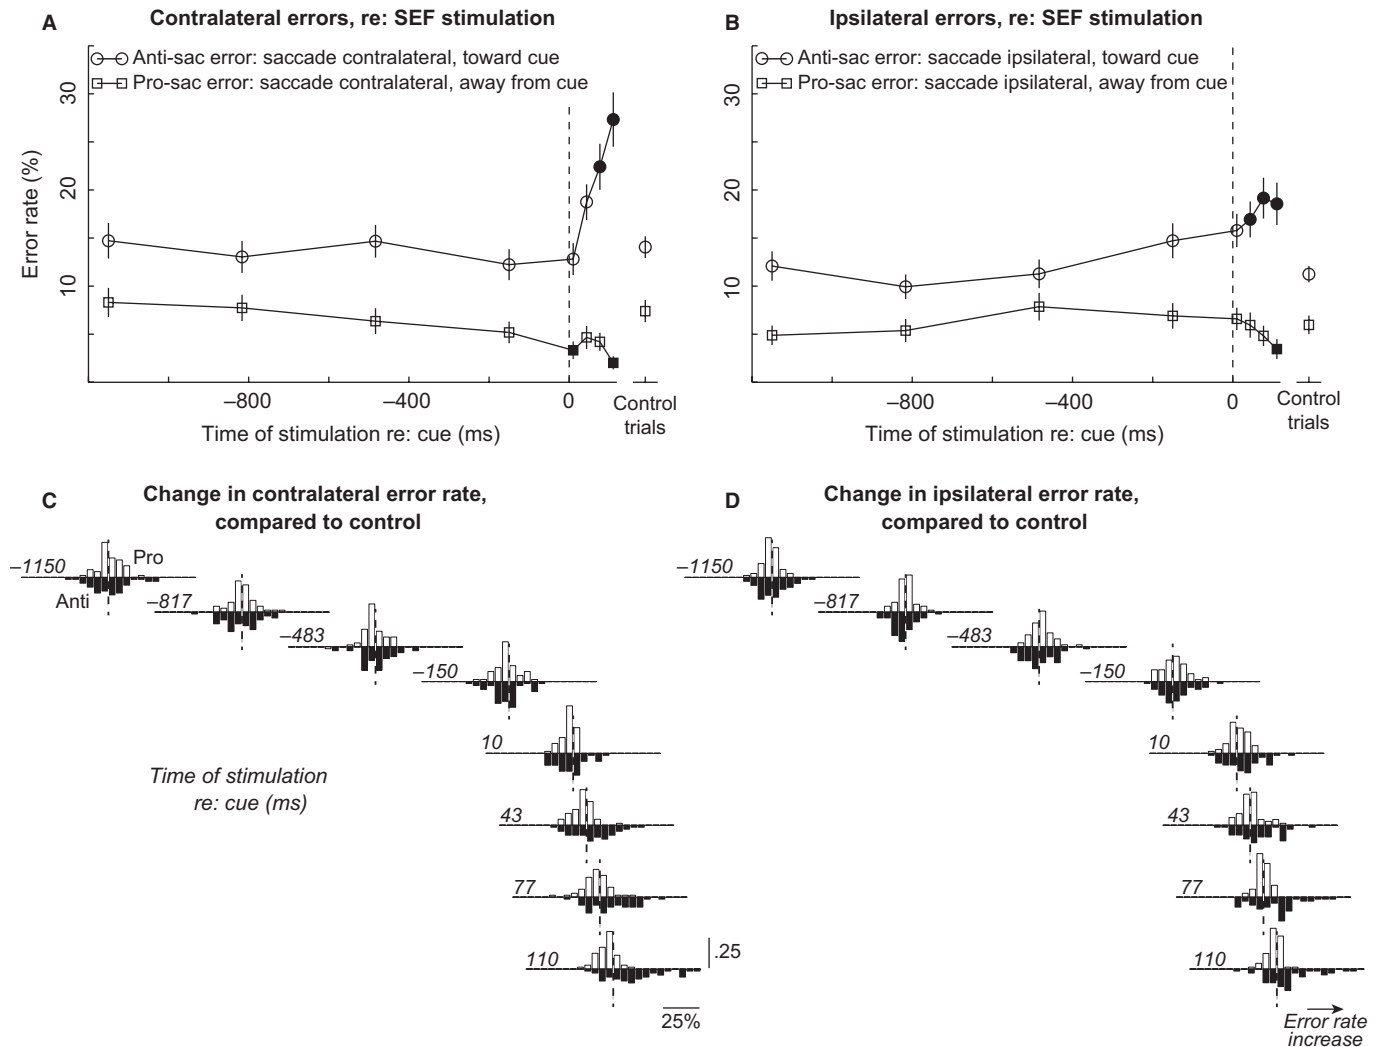 A
Contralateral errors, re: SEF stimulation
Anti-sac error: saccade contralateral, toward cue
Pro-sac error: saccade contralateral, away from cue
Error rate (%)
30
20
10
–800
–400
0
Control
trials
Time of stimulation re: cue (ms)
B
Ipsilateral errors, re: SEF stimulation
Anti-sac error: saccade ipsilateral, toward cue
Pro-sac error: saccade ipsilateral, away from cue
30
20
10
–800
–400
0
Control
trials
Time of stimulation re: cue (ms)
C
Change in contralateral error rate,
compared to control
–1150
Pro
Anti
–817
–483
–150
10
Time of stimulation
re: cue (ms)
43
77
110
.25
25%
D
Change in ipsilateral error rate,
compared to control
–1150
–817
–483
–150
10
43
77
110
Error rate
increase